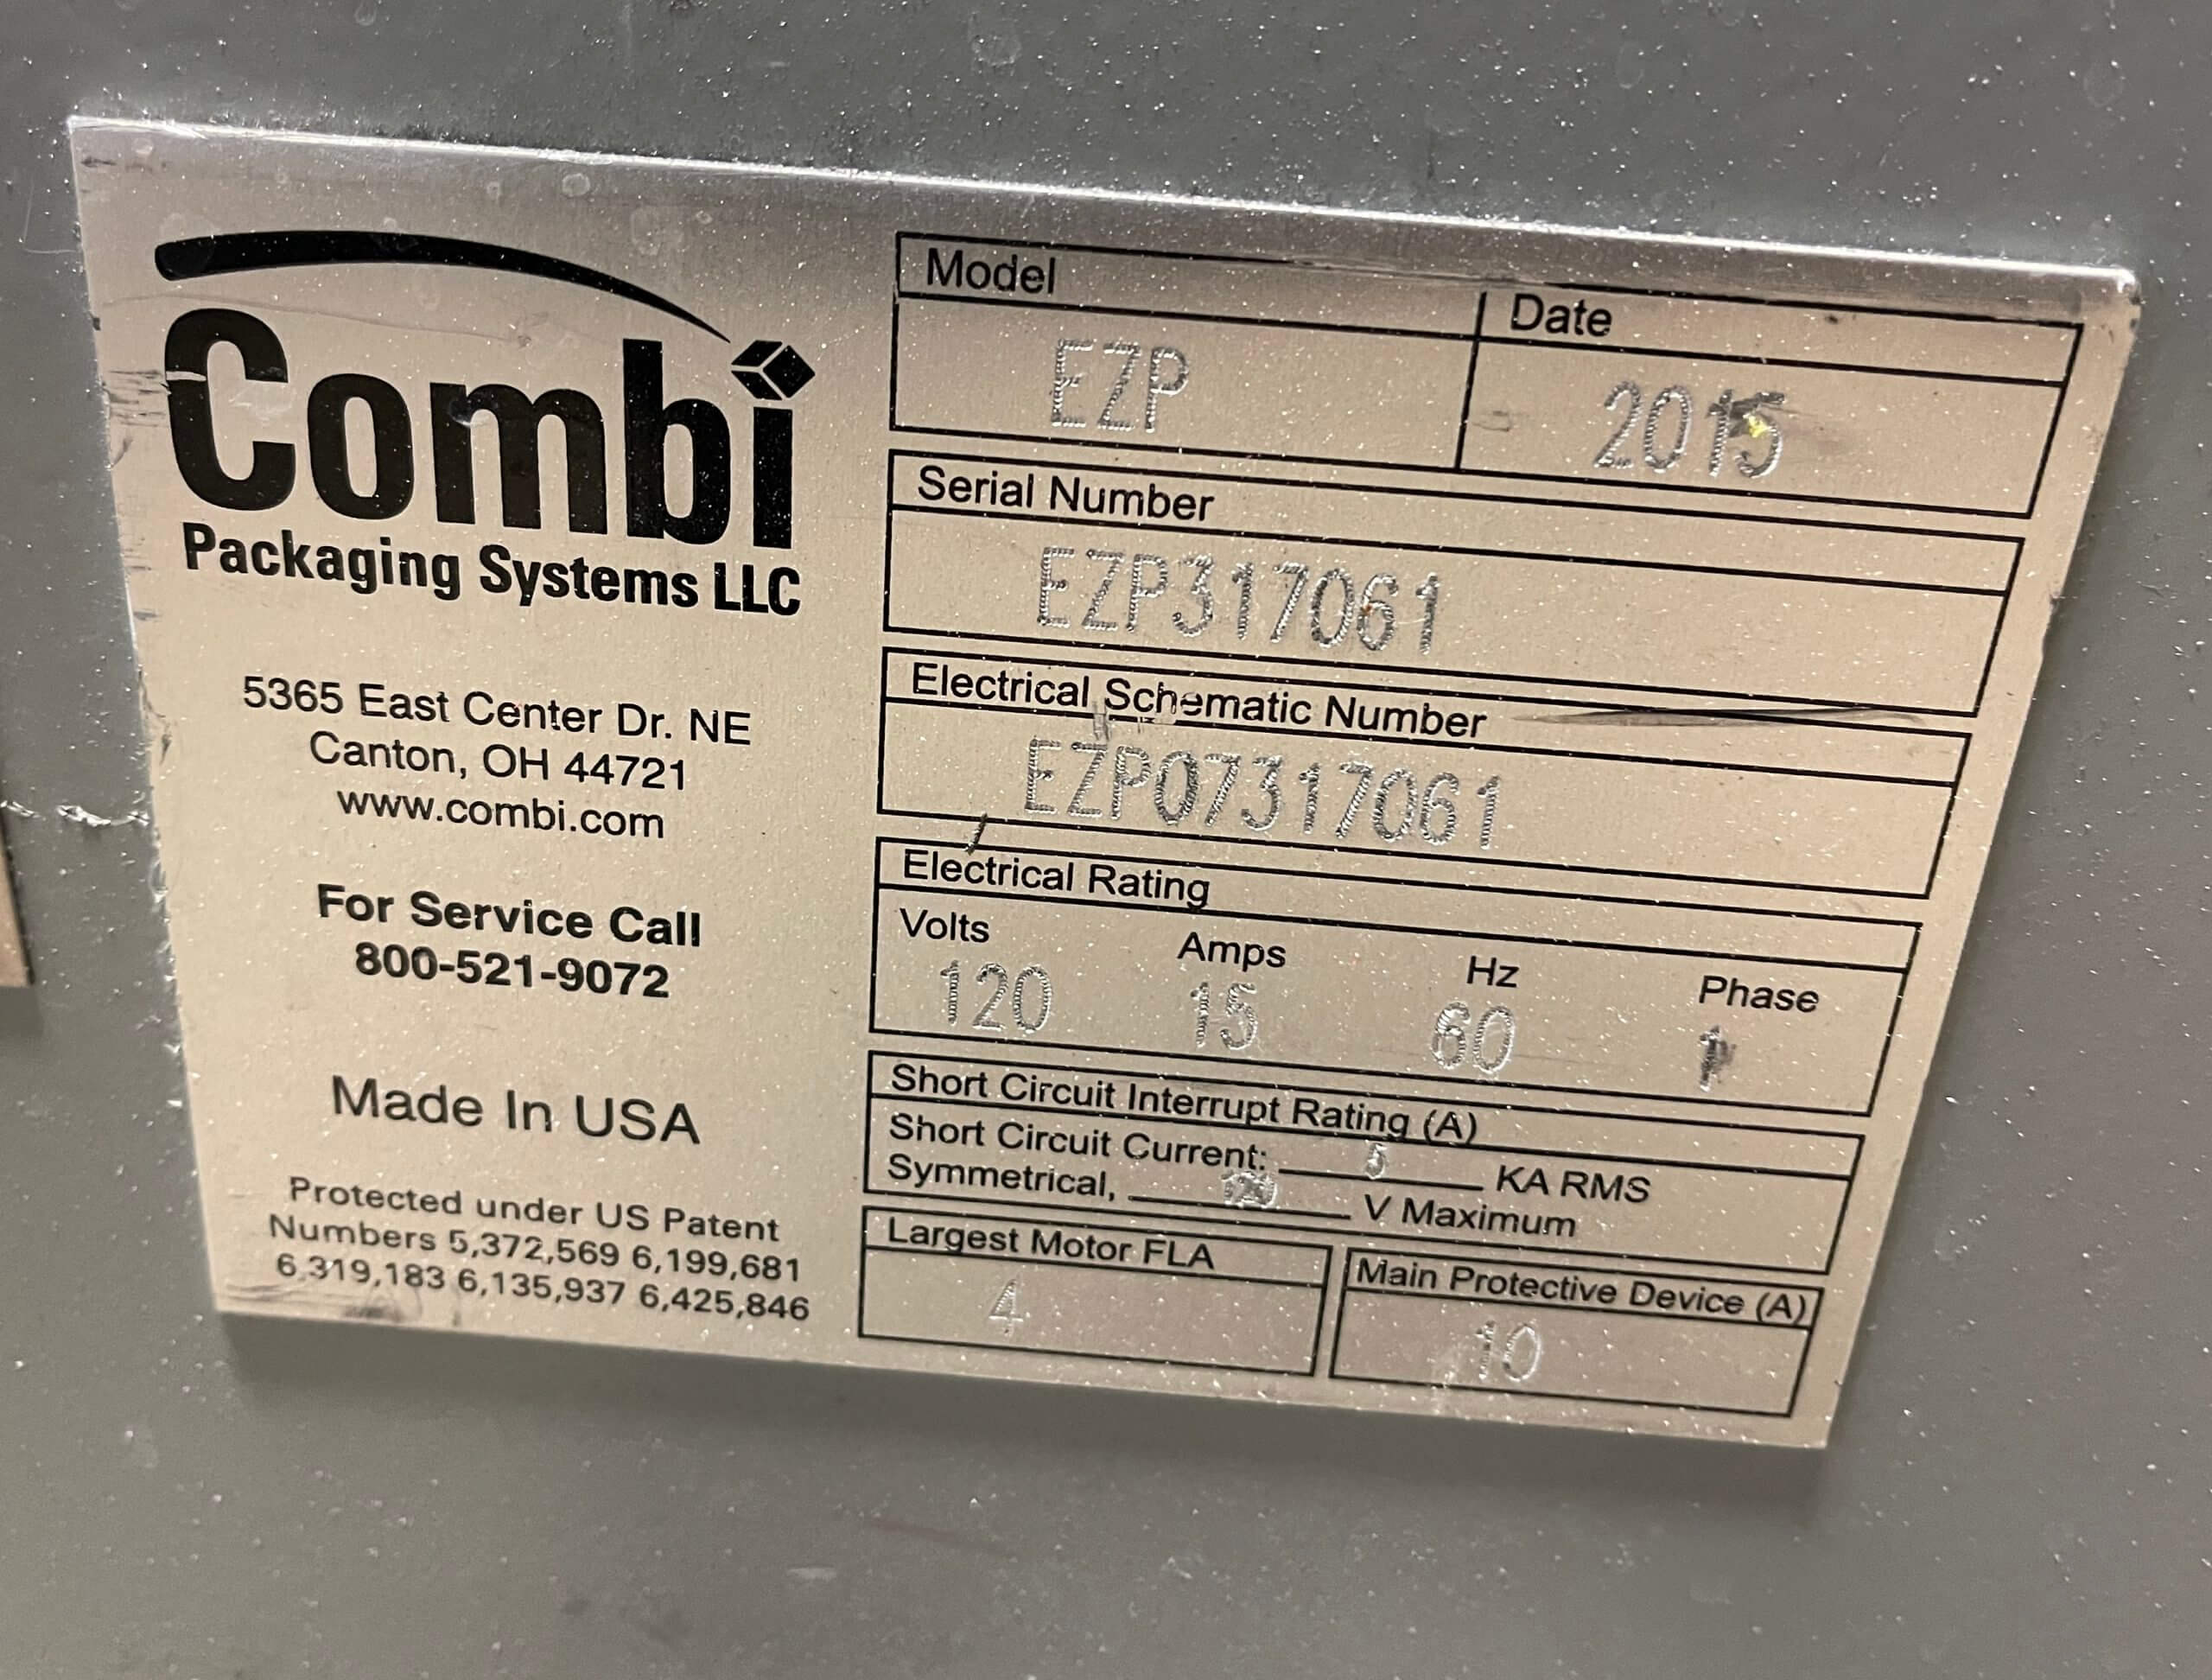 Combi
Packaging Systems LLC
5365 East Center Dr. NE
Canton, OH 44721
www.combi.com
For Service Call
800-521-9072
Made In USA
Protected under US Patent
Numbers 5,372,569 6,199,681
6,319,183 6,135,937 6,425,846
Model
EZP
Date
2015
Serial Number
EZP317061
Electrical Schematic Number
EZP07317061
Electrical Rating
Volts Amps Hz Phase
120 15 60 1
Short Circuit Interrupt Rating (A)
Short Circuit Current: 5 KA RMS
Symmetrical, 120 V Maximum
Largest Motor FLA
4
Main Protective Device (A)
10